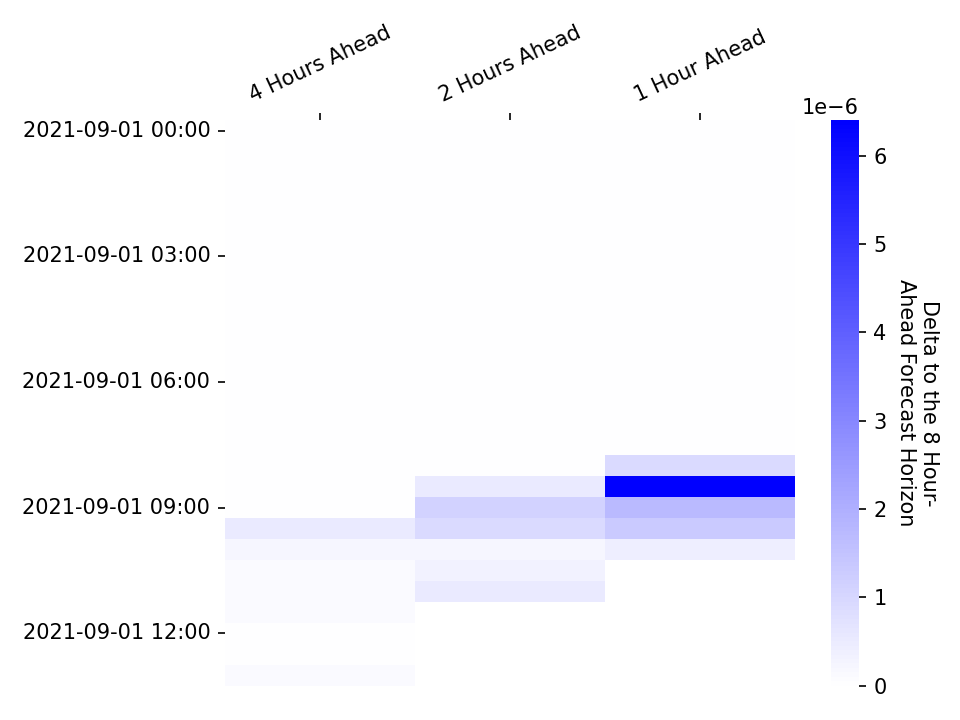 4 Hours Ahead
2 Hours Ahead
1 Hour Ahead
1e−6
2021-09-01 00:00
2021-09-01 03:00
2021-09-01 06:00
2021-09-01 09:00
2021-09-01 12:00
6
5
4
3
2
1
0
Delta to the 8 Hour-
Ahead Forecast Horizon